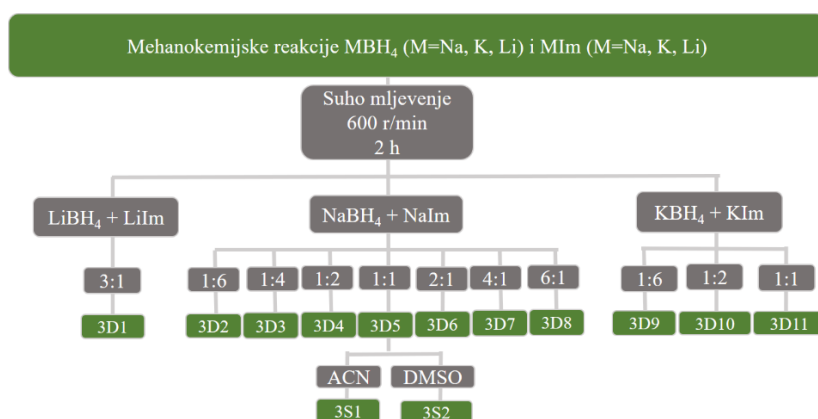 Mehanokemijske reakcije MBH₄ (M=Na, K, Li) i MIm (M=Na, K, Li)
Suho mljevenje
600 r/min
2 h
LiBH₄ + LiIm
NaBH₄ + NaIm
KBH₄ + KIm
3:1
1:6
1:4
1:2
1:1
2:1
4:1
6:1
1:6
1:2
1:1
3D1
3D2
3D3
3D4
3D5
3D6
3D7
3D8
3D9
3D10
3D11
ACN
DMSO
3S1
3S2